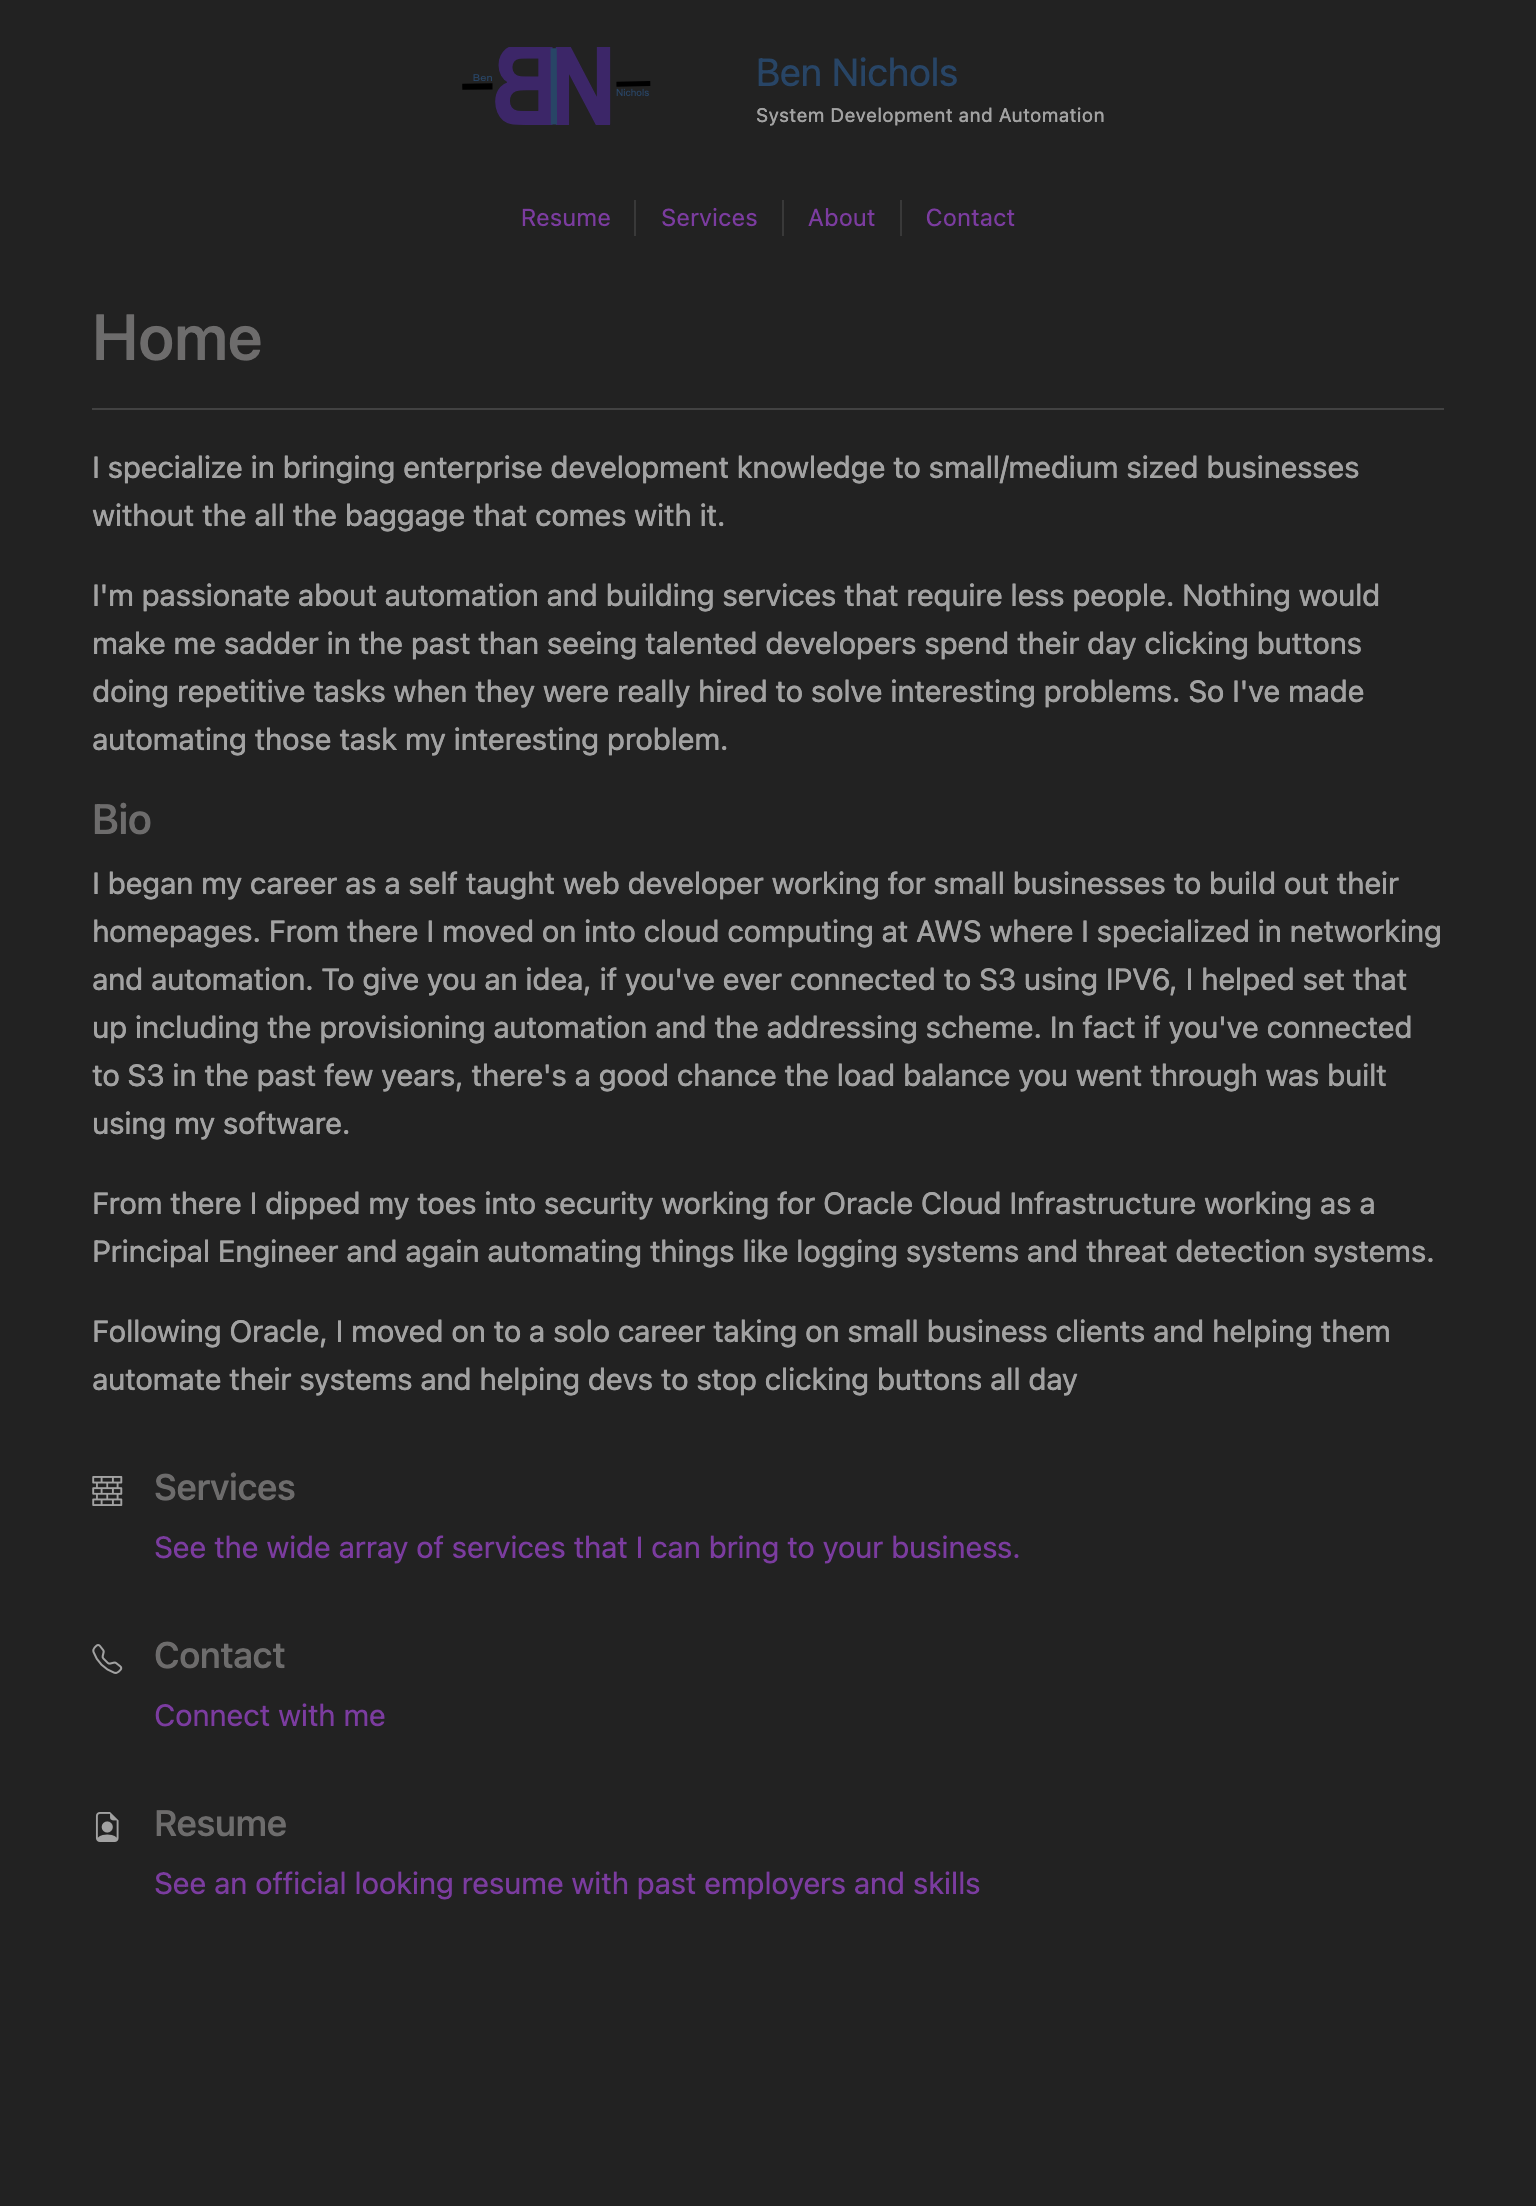 Ben
BN
Nichols
Ben Nichols
System Development and Automation
Resume
Services
About
Contact
Home
I specialize in bringing enterprise development knowledge to small/medium sized businesses
without the all the baggage that comes with it.
I'm passionate about automation and building services that require less people. Nothing would
make me sadder in the past than seeing talented developers spend their day clicking buttons
doing repetitive tasks when they were really hired to solve interesting problems. So I've made
automating those task my interesting problem.
Bio
I began my career as a self taught web developer working for small businesses to build out their
homepages. From there I moved on into cloud computing at AWS where I specialized in networking
and automation. To give you an idea, if you've ever connected to S3 using IPV6, I helped set that
up including the provisioning automation and the addressing scheme. In fact if you've connected
to S3 in the past few years, there's a good chance the load balance you went through was built
using my software.
From there I dipped my toes into security working for Oracle Cloud Infrastructure working as a
Principal Engineer and again automating things like logging systems and threat detection systems.
Following Oracle, I moved on to a solo career taking on small business clients and helping them
automate their systems and helping devs to stop clicking buttons all day
Services
See the wide array of services that I can bring to your business.
Contact
Connect with me
Resume
See an official looking resume with past employers and skills